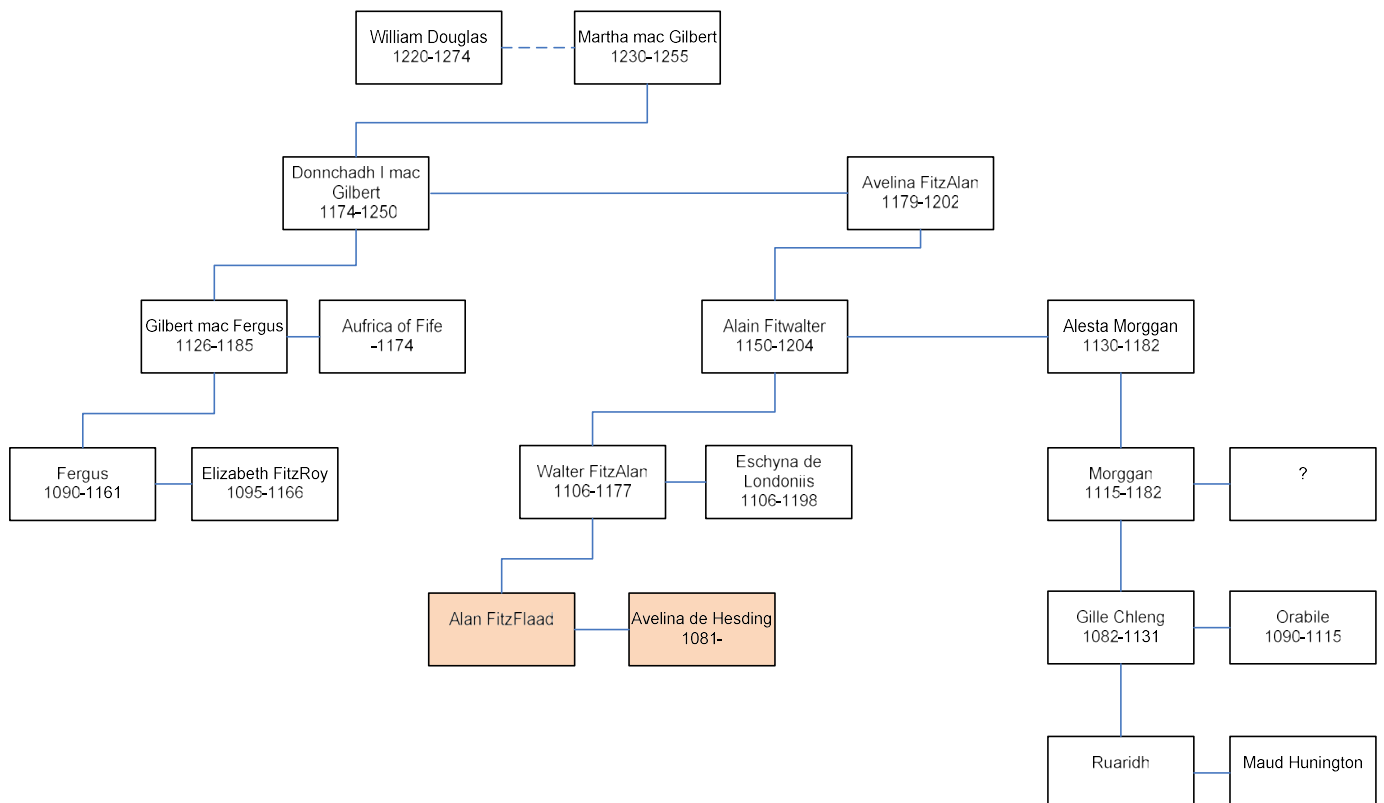 William Douglas
1220-1274
Martha mac Gilbert
1230-1255
Donnchadh I mac
Gilbert
1174-1250
Avelina FitzAlan
1179-1202
Gilbert mac Fergus
1126-1185
Aufrica of Fife
-1174
Alain Fitwalter
1150-1204
Alesta Morggan
1130-1182
Fergus
1090-1161
Elizabeth FitzRoy
1095-1166
Walter FitzAlan
1106-1177
Eschyna de
Londoniis
1106-1198
Morggan
1115-1182
?
Alan FitzFlaad
Avelina de Hesding
1081-
Gille Chleng
1082-1131
Orabile
1090-1115
Ruaridh
Maud Hunington